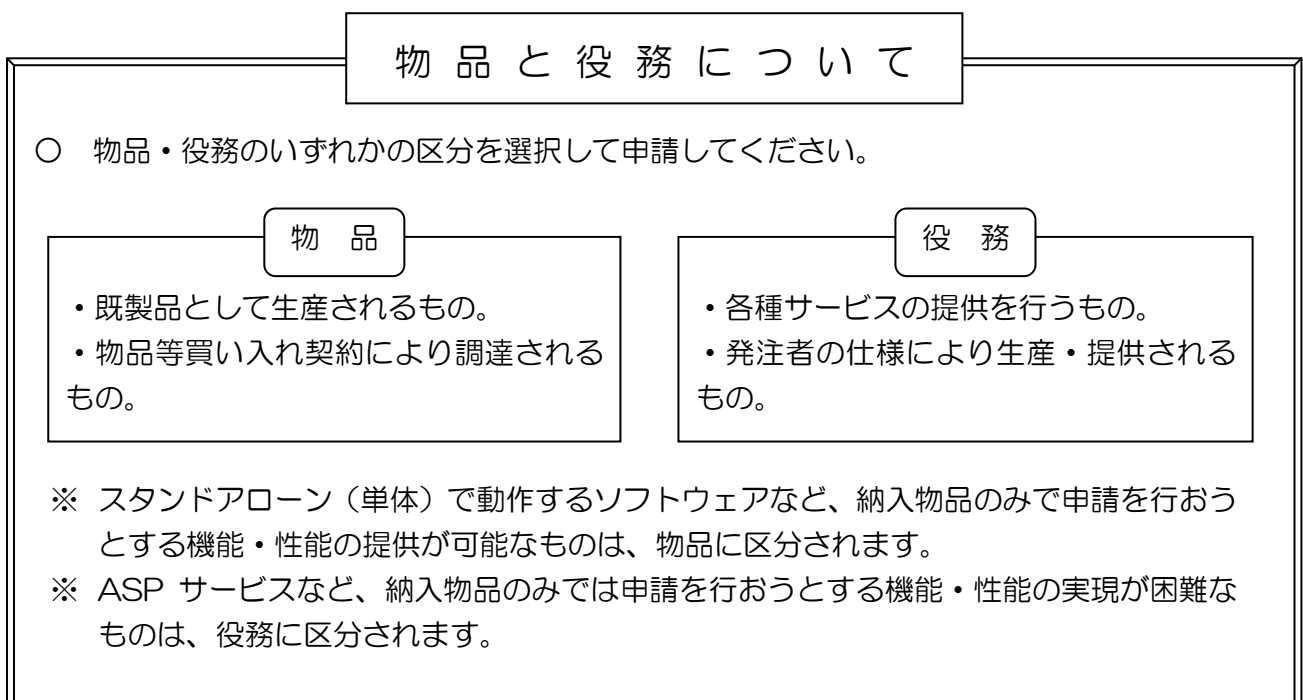 物品と役務について
○ 物品・役務のいずれかの区分を選択して申請してください。
物 品
・既製品として生産されるもの。
・物品等買い入れ契約により調達される
もの。
役 務
・各種サービスの提供を行うもの。
・発注者の仕様により生産・提供される
もの。
※ スタンドアローン（単体）で動作するソフトウェアなど、納入物品のみで申請を行おう
とする機能・性能の提供が可能なものは、物品に区分されます。
※ ASP サービスなど、納入物品のみでは申請を行おうとする機能・性能の実現が困難な
ものは、役務に区分されます。